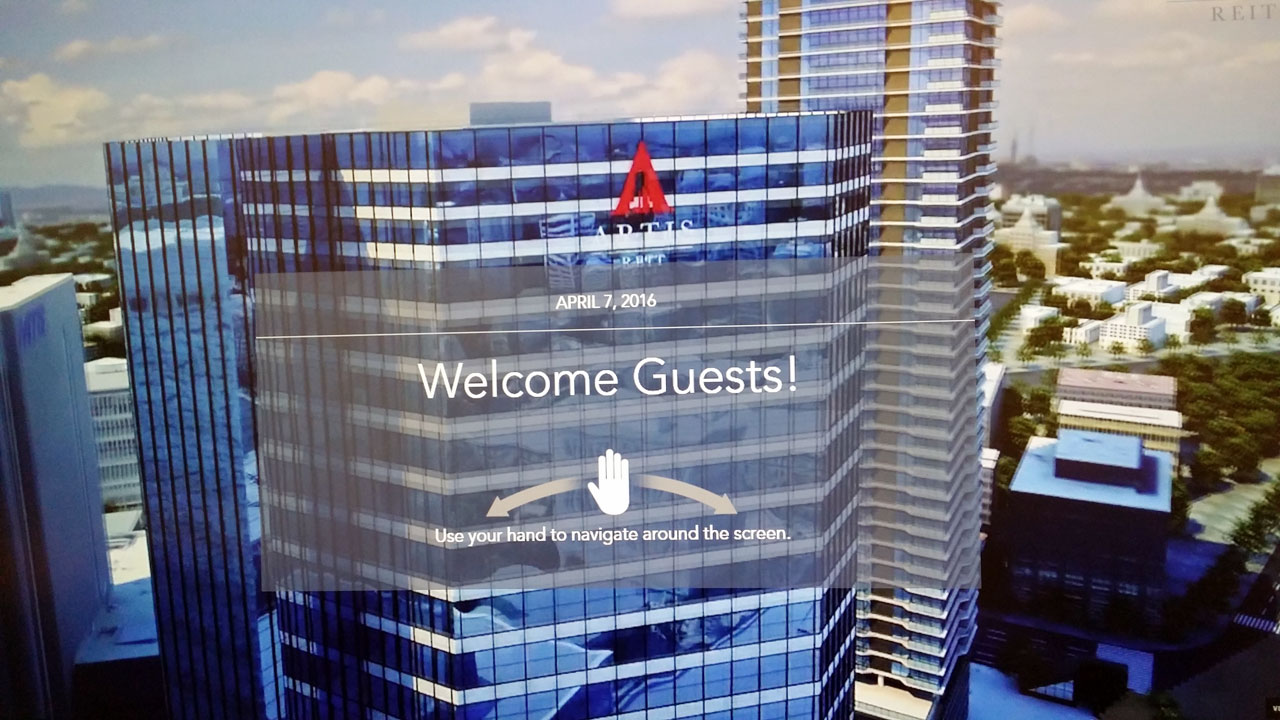 REIT
ARTIS
REIT
APRIL 7, 2016
Welcome Guests!
Use your hand to navigate around the screen.